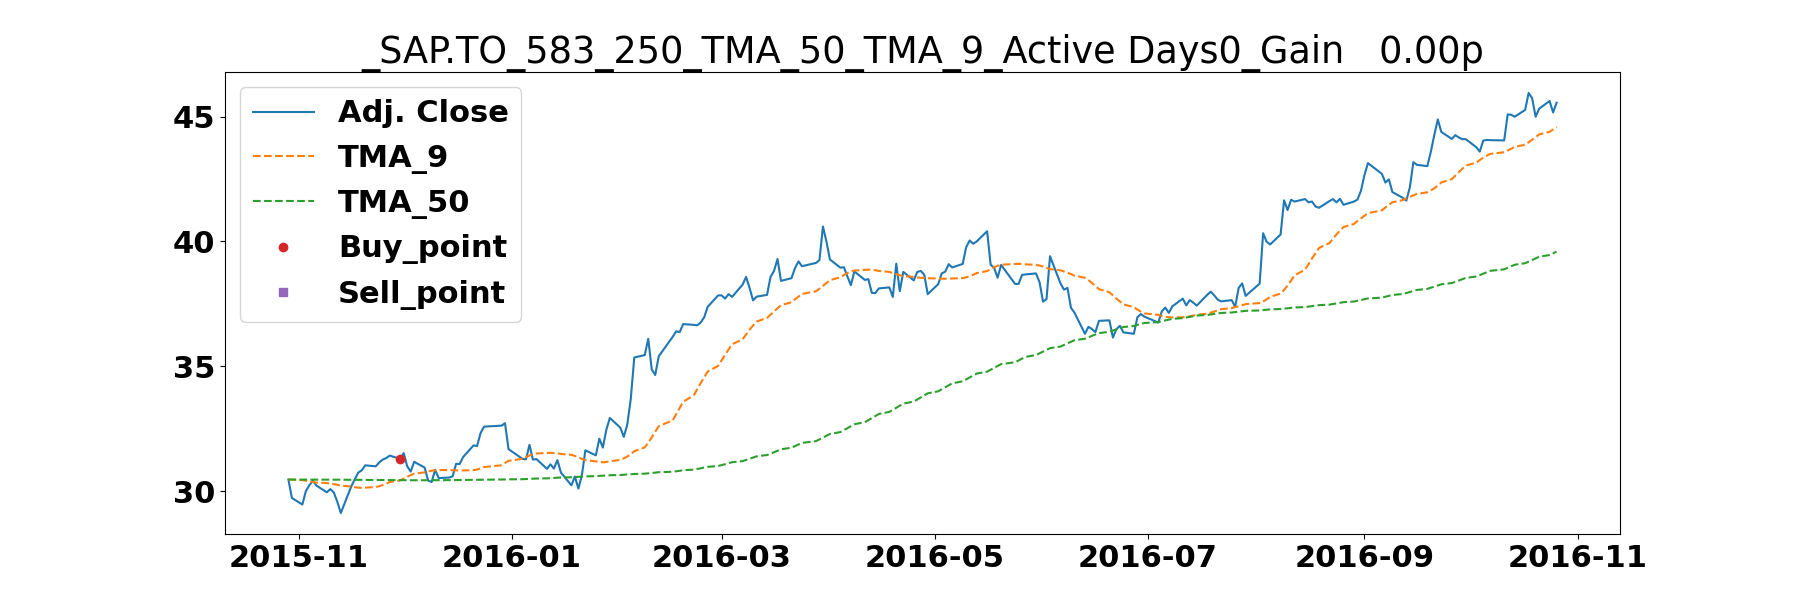 _SAP.TO_583_250_TMA_50_TMA_9_Active Days0_Gain   0.00p
45
40
35
30
Adj. Close
TMA_9
TMA_50
Buy_point
Sell_point
2015-11 2016-01 2016-03 2016-05 2016-07 2016-09 2016-11